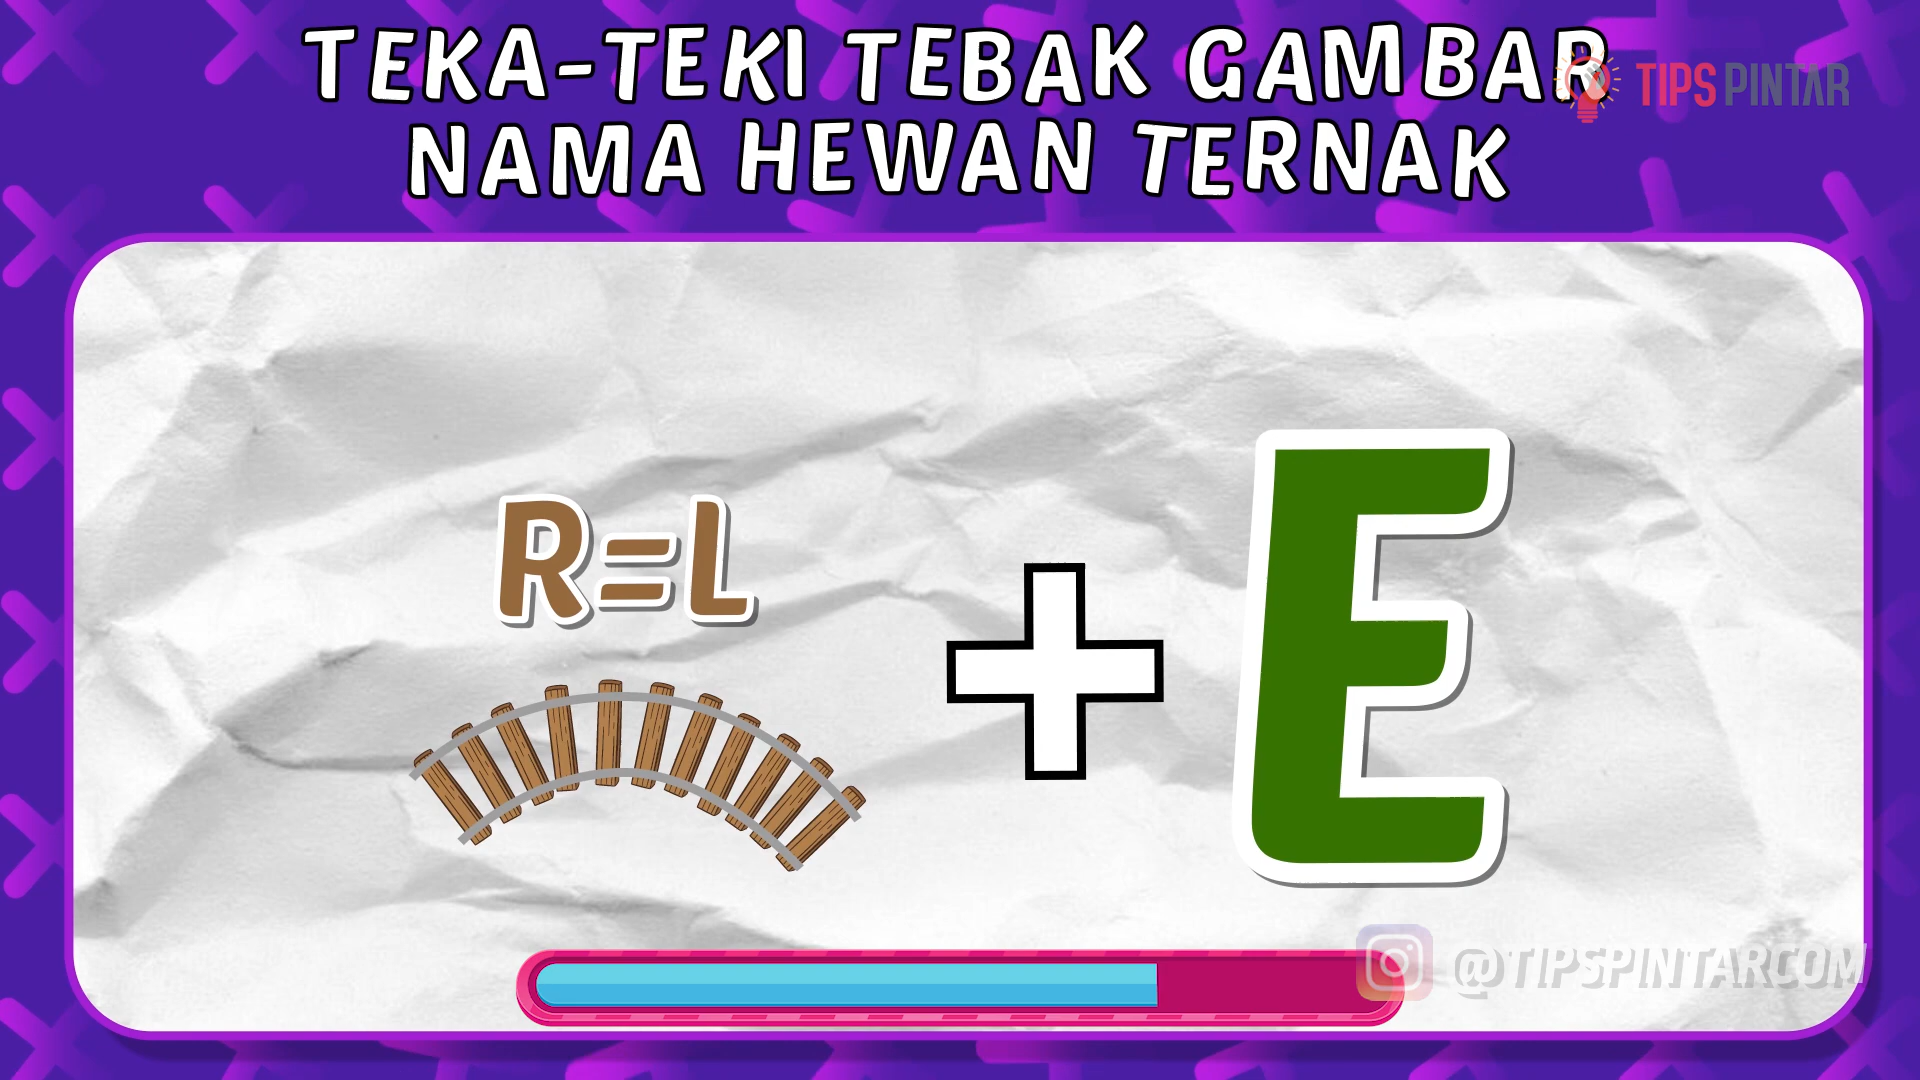 TEKA-TEKI TEBAK GAMBAR
TIPS PINTAR
NAMA HEWAN TERNAK
R=L
+
E
@TIPSPINTARCOM